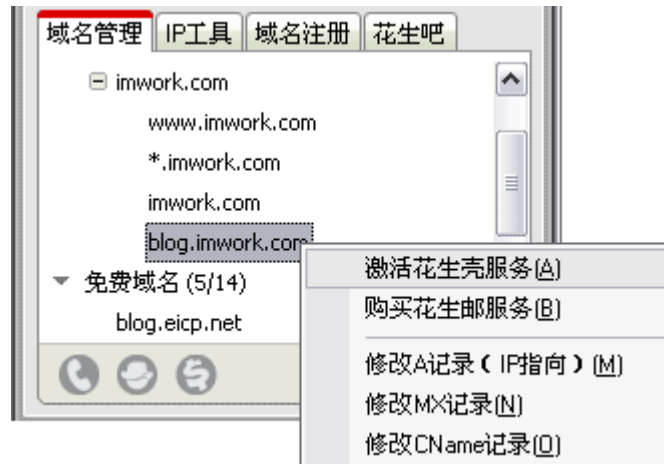 域名管理 IP工具 域名注册 花生吧
imwork.com
www.imwork.com
*.imwork.com
imwork.com
blog.imwork.com
激活花生壳服务(A)
免费域名 (5/14)
购买花生邮服务(B)
blog.eicp.net
修改A记录（IP指向）(M)
修改MX记录(N)
修改CName记录(O)